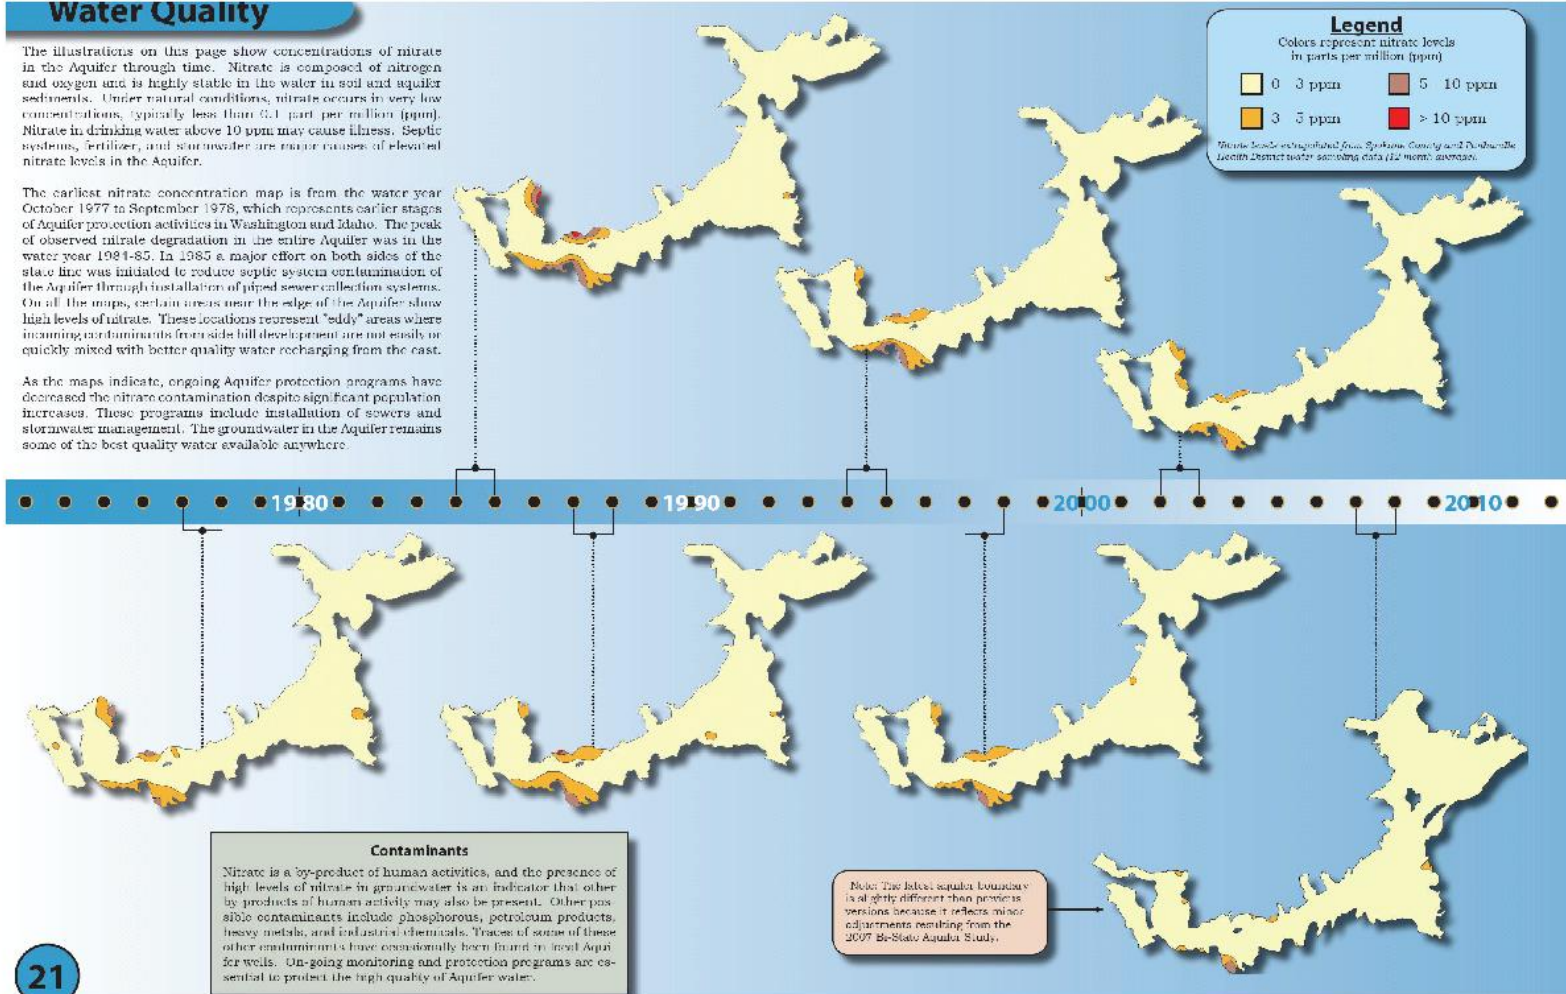 Water Quality
The illustrations on this page show concentrations of nitrate
in the Aquifer through time. Nitrate is composed of nitrogen
and oxygen and is highly stable in the water in soil and aquifer
sediments. Under natural conditions, nitrate occurs in very low
concentrations, typically less than 0.1 part per million (ppm).
Nitrate in drinking water above 10 ppm may cause illness. Septic
systems, fertilizer, and stormwater are major causes of elevated
nitrate levels in the Aquifer.
The earliest nitrate concentration map is from the water year
October 1977 to September 1978, which represents earlier stages
of Aquifer protection activities in Washington and Idaho. The peak
of observed nitrate degradation in the entire Aquifer was in the
water year 1984-85. In 1985 a major effort on both sides of the
state line was initiated to reduce septic system contamination of
the Aquifer through installation of piped sewer collection systems.
On all the maps, certain areas near the edge of the Aquifer show
high levels of nitrate. These locations represent "eddy" areas where
incoming contaminants from side hill development are not easily or
quickly mixed with better quality water recharging from the east.
As the maps indicate, ongoing Aquifer protection programs have
decreased the nitrate contamination despite significant population
increases. These programs include installation of sewers and
stormwater management. The groundwater in the Aquifer remains
some of the best quality water available anywhere.
Legend
Colors represent nitrate levels
in parts per million (ppm)
0 3 ppm
5 10 ppm
3 5 ppm
> 10 ppm
Nitrate levels extrapolated from Spokane County and Panhandle
Health District water sampling data (12 month average).
1980
1990
2000
2010
Contaminants
Nitrate is a by-product of human activities, and the presence of
high levels of nitrate in groundwater is an indicator that other
by products of human activity may also be present. Other pos-
sible contaminants include phosphorous, petroleum products,
heavy metals, and industrial chemicals. Traces of some of these
other contaminants have occasionally been found in local Aqui
fer wells. On-going monitoring and protection programs are es-
sential to protect the high quality of Aquifer water.
Note: The latest aquifer boundary
is slightly different than previous
versions because it reflects minor
adjustments resulting from the
2007 Bi-State Aquifer Study.
21